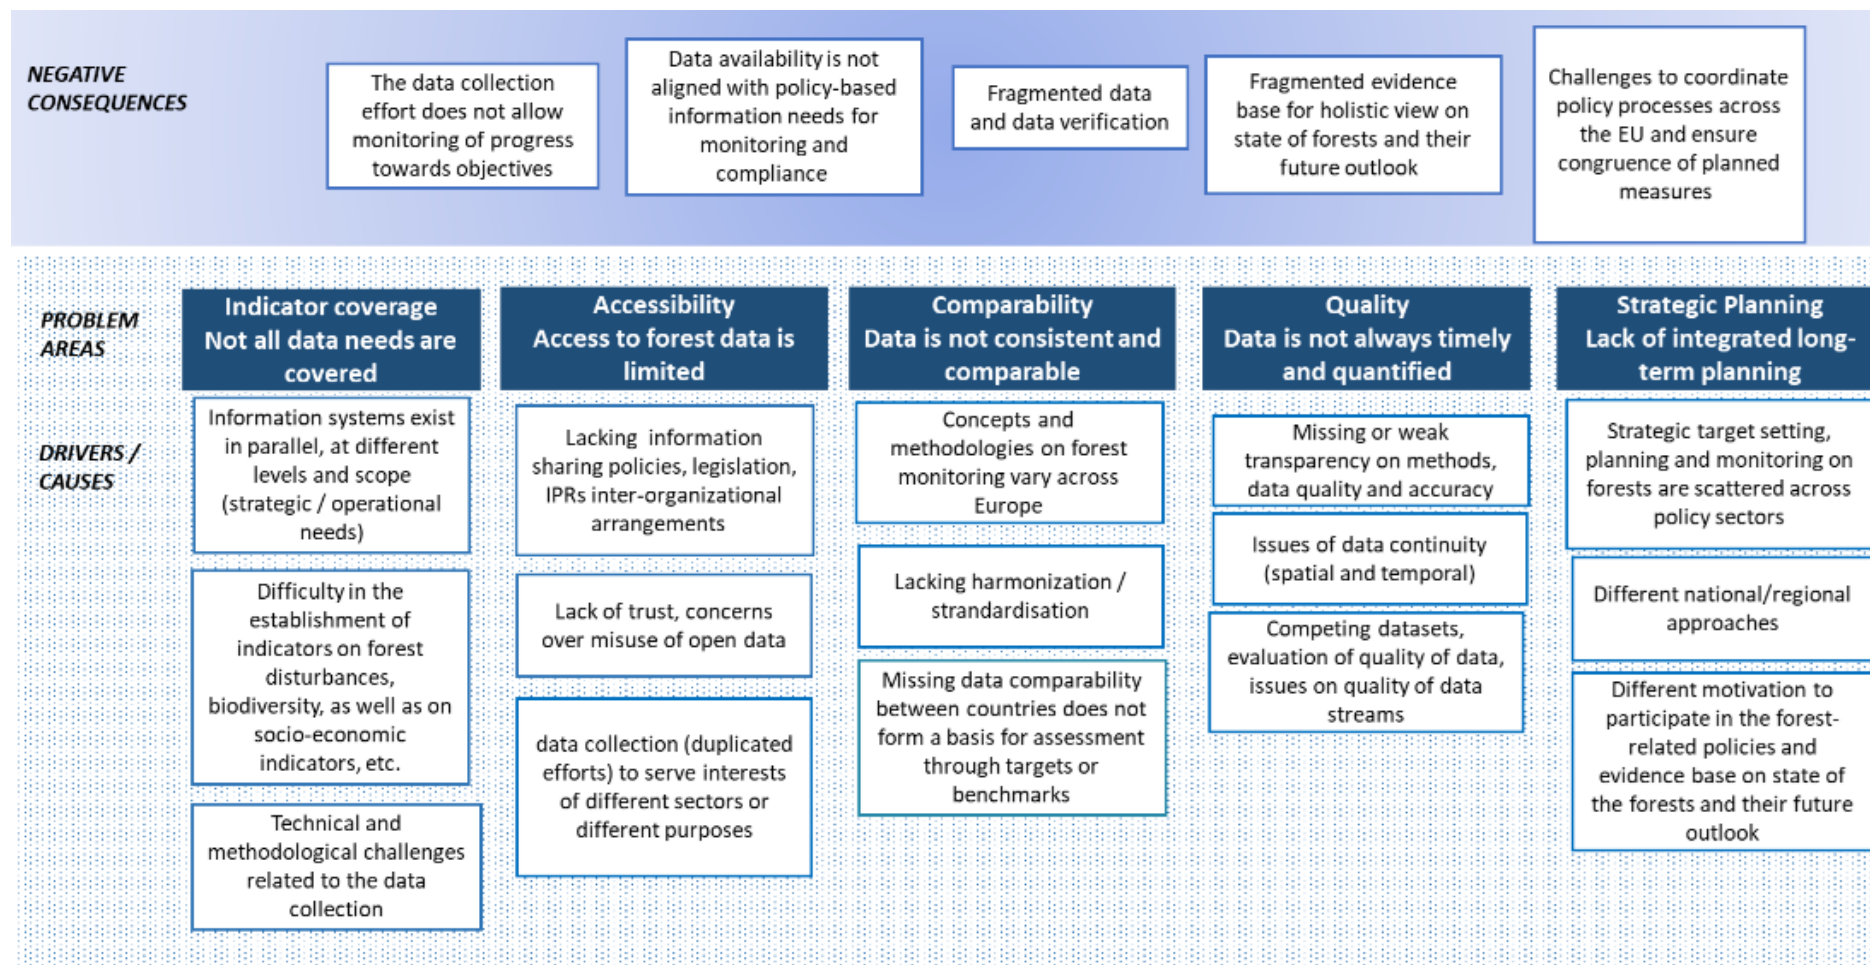 NEGATIVE
CONSEQUENCES
The data collection
effort does not allow
monitoring of progress
towards objectives
Data availability is not
aligned with policy-based
information needs for
monitoring and
compliance
Fragmented data
and data verification
Fragmented evidence
base for holistic view on
state of forests and their
future outlook
Challenges to coordinate
policy processes across
the EU and ensure
congruence of planned
measures
PROBLEM
AREAS
Indicator coverage
Not all data needs are
covered
Accessibility
Access to forest data is
limited
Comparability
Data is not consistent and
comparable
Quality
Data is not always timely
and quantified
Strategic Planning
Lack of integrated long-
term planning
DRIVERS /
CAUSES
Information systems exist
in parallel, at different
levels and scope
(strategic / operational
needs)
Difficulty in the
establishment of
indicators on forest
disturbances,
biodiversity, as well as on
socio-economic
indicators, etc.
Technical and
methodological challenges
related to the data
collection
Lacking information
sharing policies, legislation,
IPRs inter-organizational
arrangements
Lack of trust, concerns
over misuse of open data
data collection (duplicated
efforts) to serve interests
of different sectors or
different purposes
Concepts and
methodologies on forest
monitoring vary across
Europe
Lacking harmonization /
strandardisation
Missing data comparability
between countries does not
form a basis for assessment
through targets or
benchmarks
Missing or weak
transparency on methods,
data quality and accuracy
Issues of data continuity
(spatial and temporal)
Competing datasets,
evaluation of quality of data,
issues on quality of data
streams
Strategic target setting,
planning and monitoring on
forests are scattered across
policy sectors
Different national/regional
approaches
Different motivation to
participate in the forest-
related policies and
evidence base on state of
the forests and their future
outlook